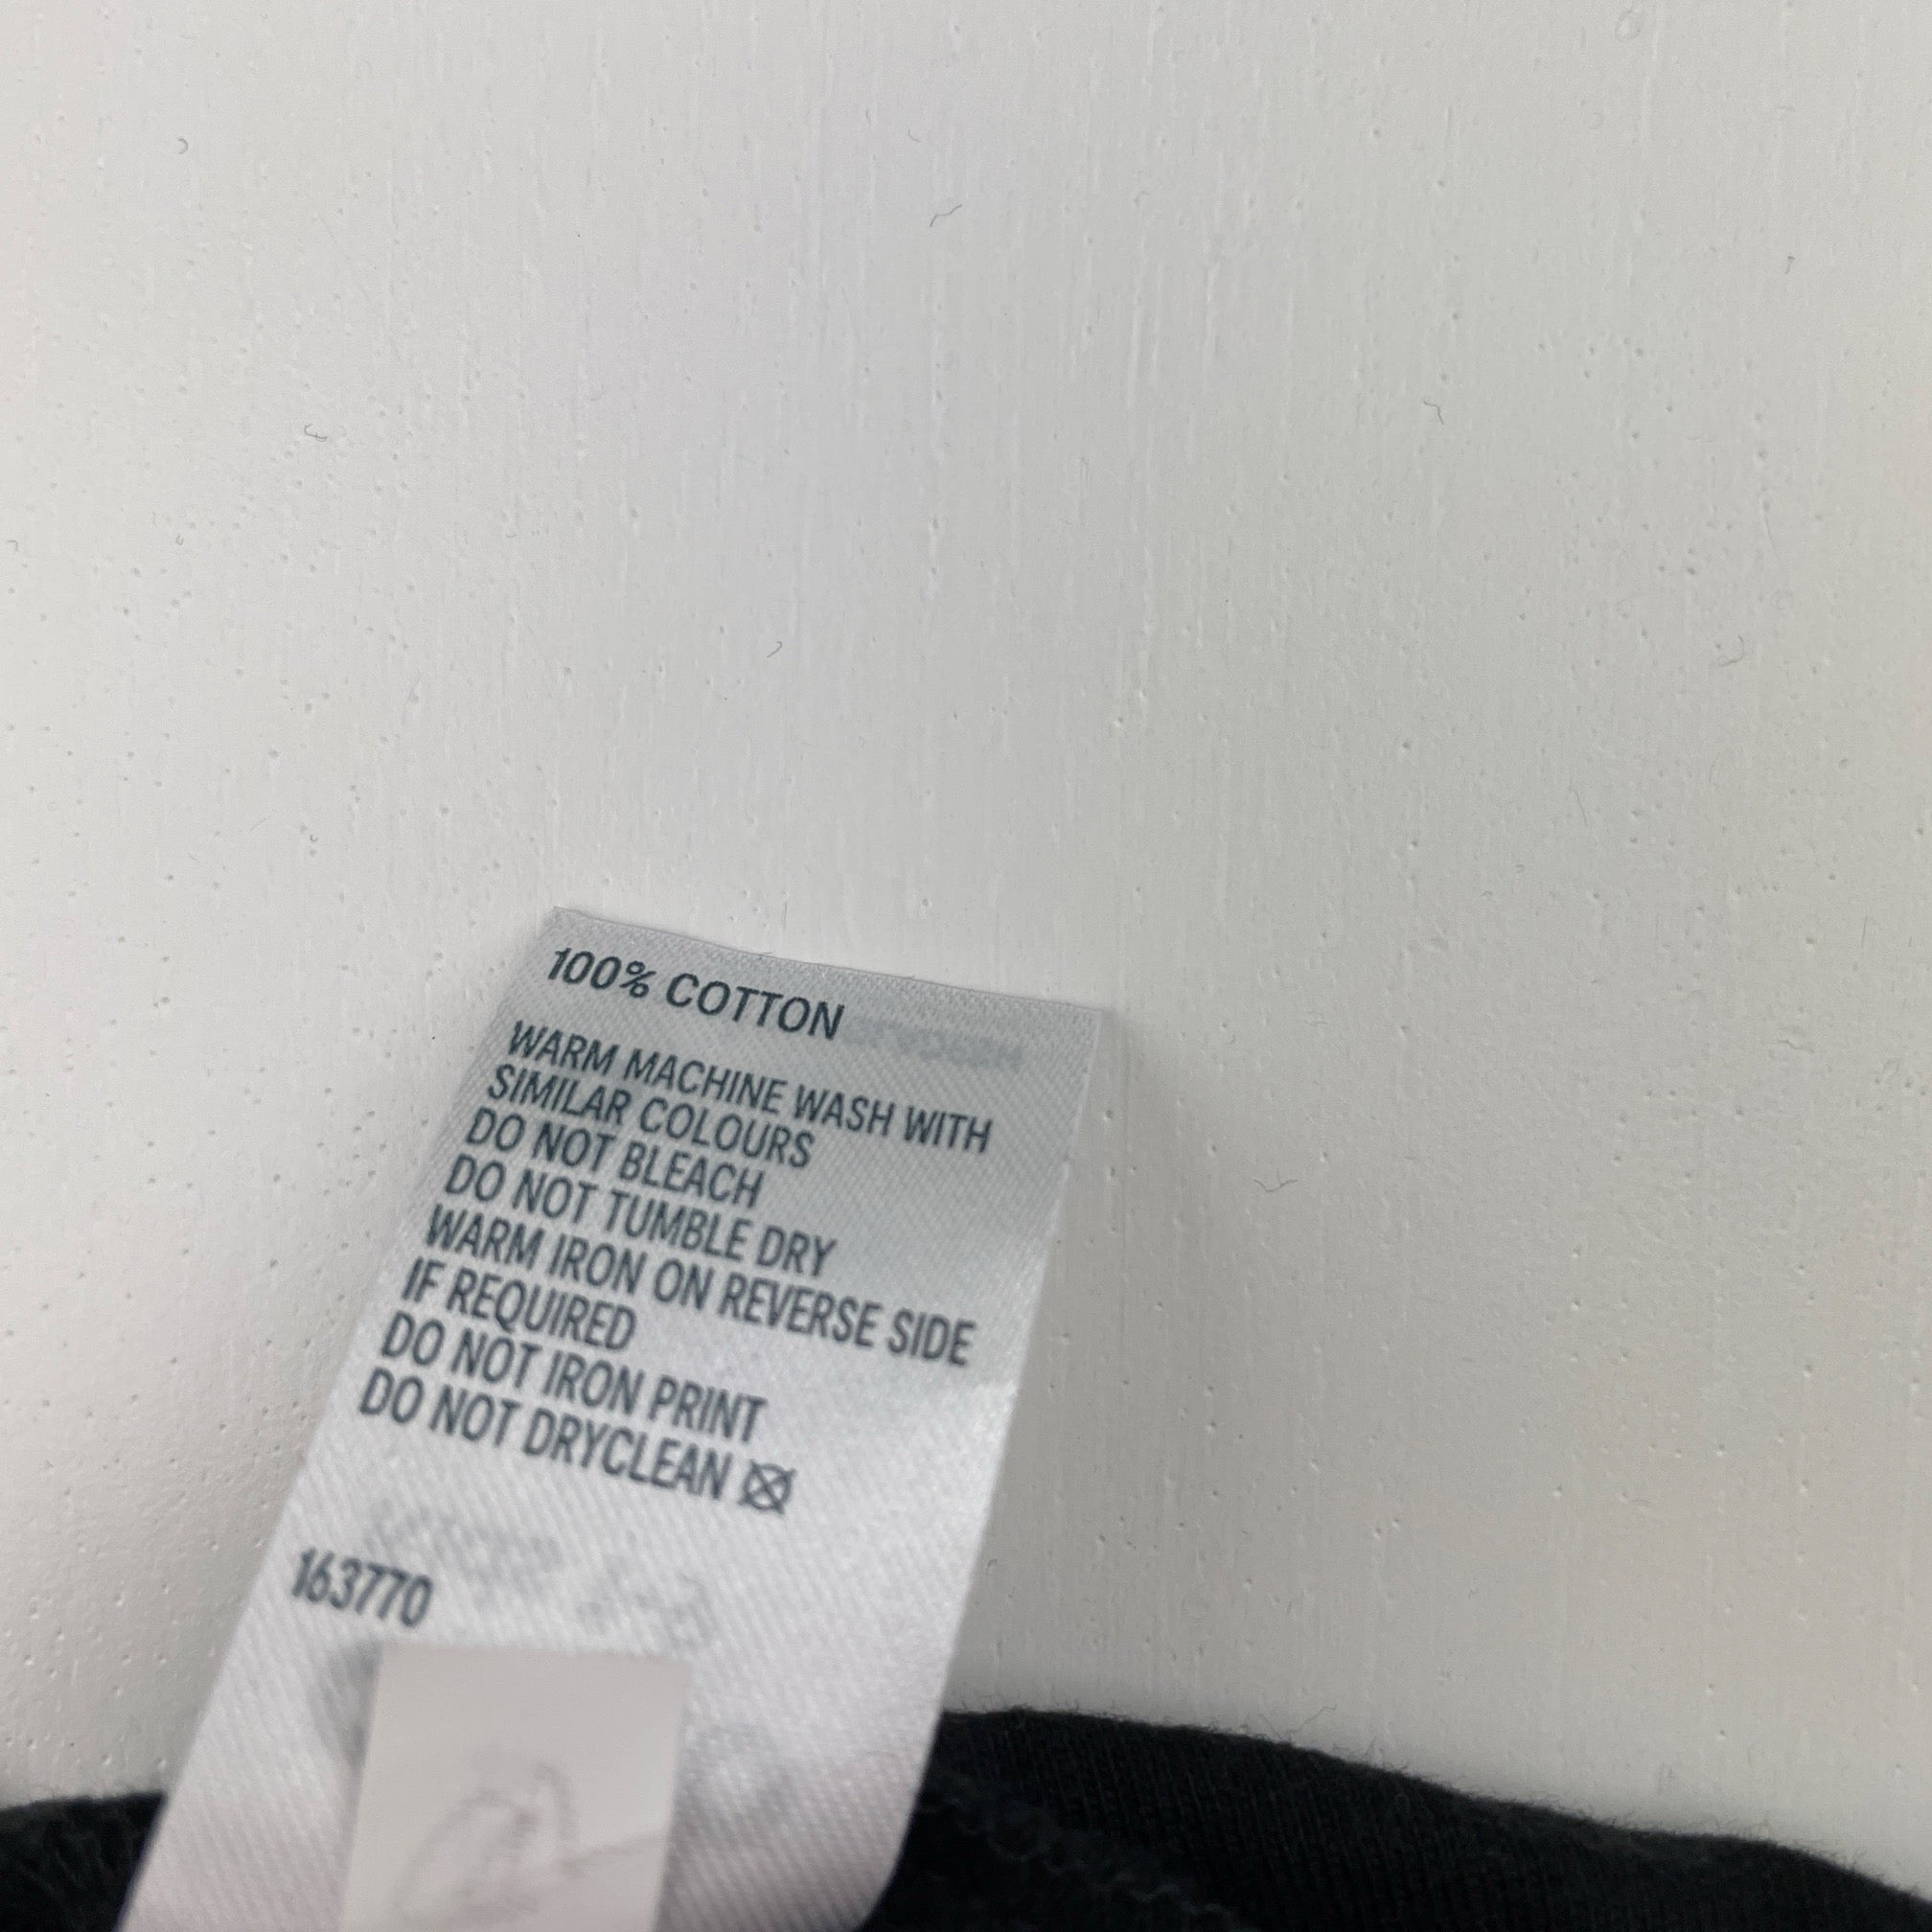 100% COTTON
WARM MACHINE WASH WITH
SIMILAR COLOURS
DO NOT BLEACH
DO NOT TUMBLE DRY
WARM IRON ON REVERSE SIDE
IF REQUIRED
DO NOT IRON PRINT
DO NOT DRYCLEAN
163770